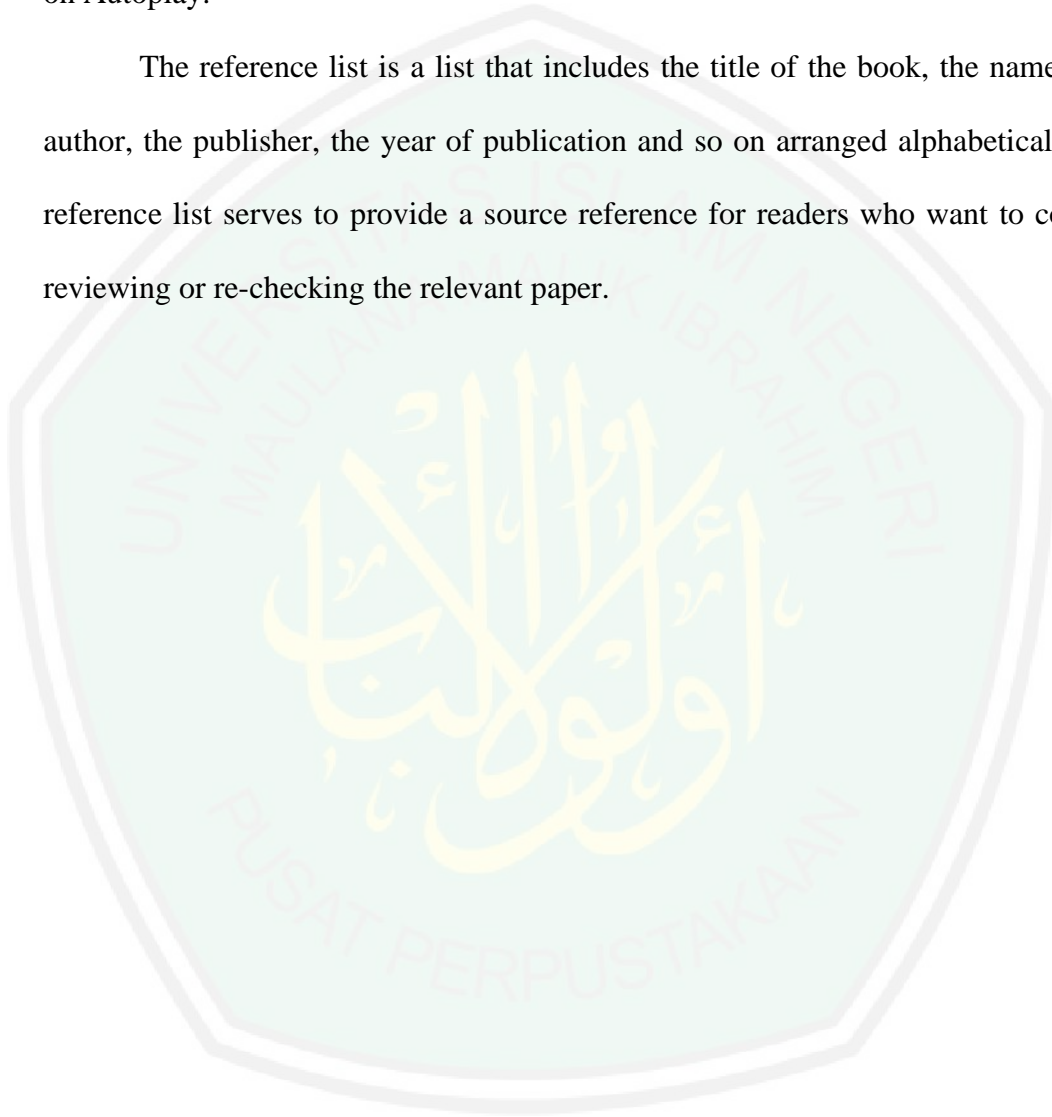 on Autoplay.
The reference list is a list that includes the title of the book, the name
author, the publisher, the year of publication and so on arranged alphabetical
reference list serves to provide a source reference for readers who want to
reviewing or re-checking the relevant paper.
UNIVERSITAS ISLAM NEGERI
MAULANA MALIK IBRAHIM
أولوا الألباب
PUSAT PERPUSTAKAAN